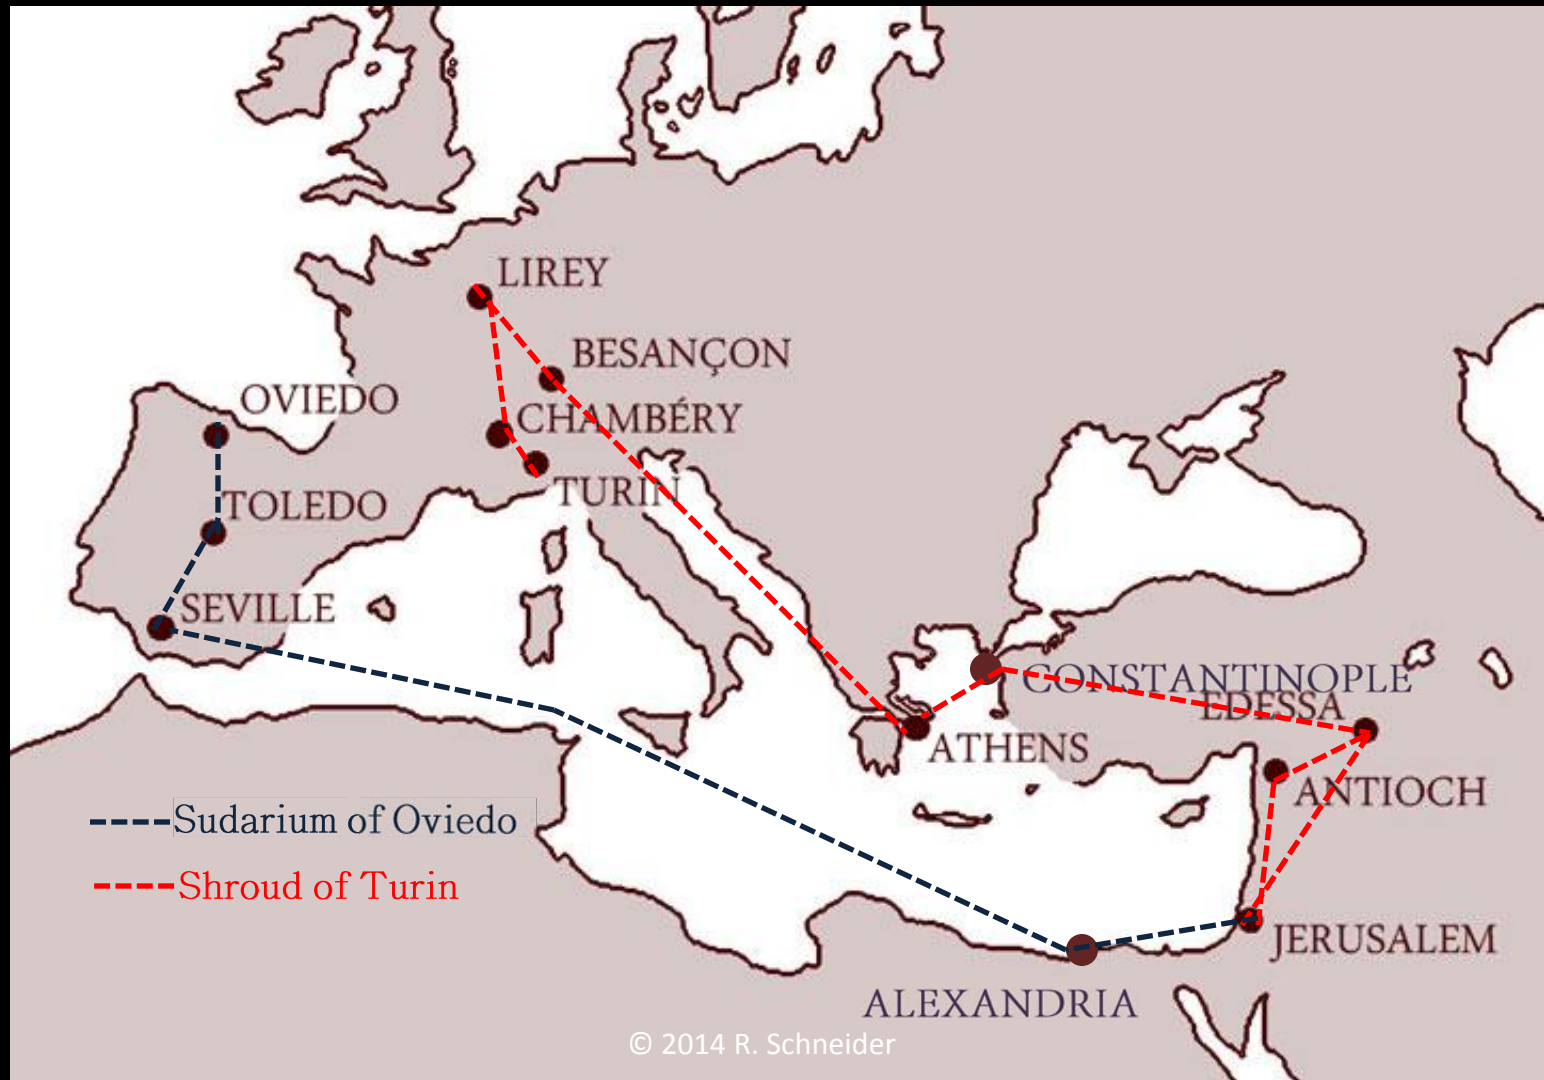 LIREY
BESANÇON
OVIEDO
CHAMBÉRY
TURIN
TOLEDO
SEVILLE
CONSTANTINOPLE
EDESSA
ATHENS
ANTIOCH
Sudarium of Oviedo
Shroud of Turin
JERUSALEM
ALEXANDRIA
© 2014 R. Schneider